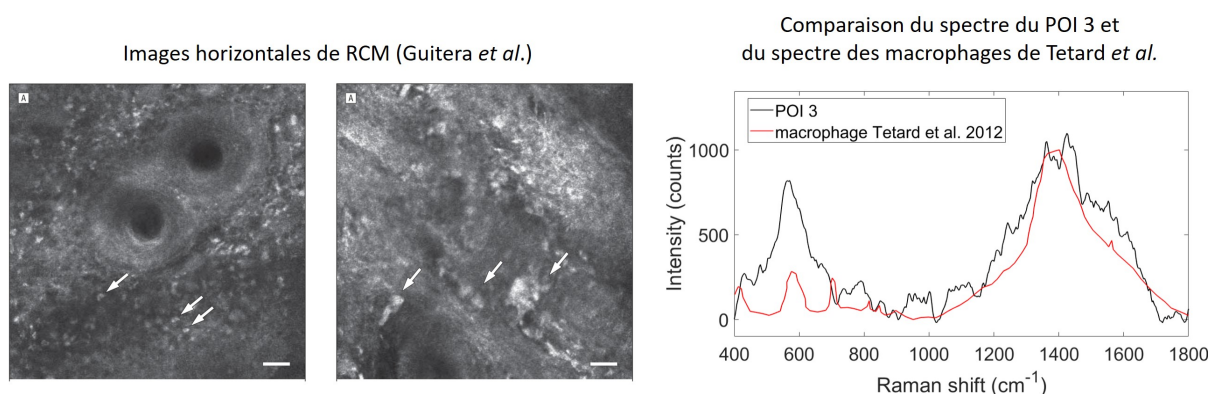 Images horizontales de RCM (Guitera et al.)
A
A
Comparaison du spectre du POI 3 et
du spectre des macrophages de Tetard et al.
POI 3
macrophage Tetard et al. 2012
Intensity (counts)
1000
500
0
400 600 800 1000 1200 1400 1600 1800
Raman shift (cm⁻¹)